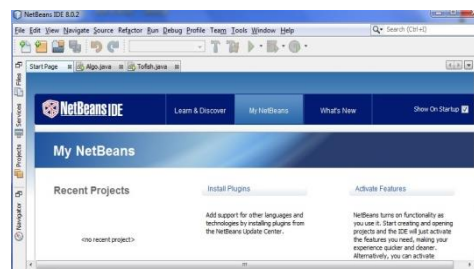 NetBeans IDE 8.0.2
File Edit View Navigate Source Refactor Run Debug Profile Team Tools Window Help
Search (Ctrl+I)
Start Page Algo.java Tofish.java
Files
Services
Projects
Navigator
NetBeans IDE Learn & Discover My NetBeans What's New Show On Startup
My NetBeans
Recent Projects Install Plugins Activate Features
<no recent project>
Add support for other languages and
technologies by installing plugins from
the NetBeans Update Center.
NetBeans turns on functionality as
you use it. Start creating and opening
projects and the IDE will just activate
the features you need, making your
experience quicker and cleaner.
Alternatively, you can activate